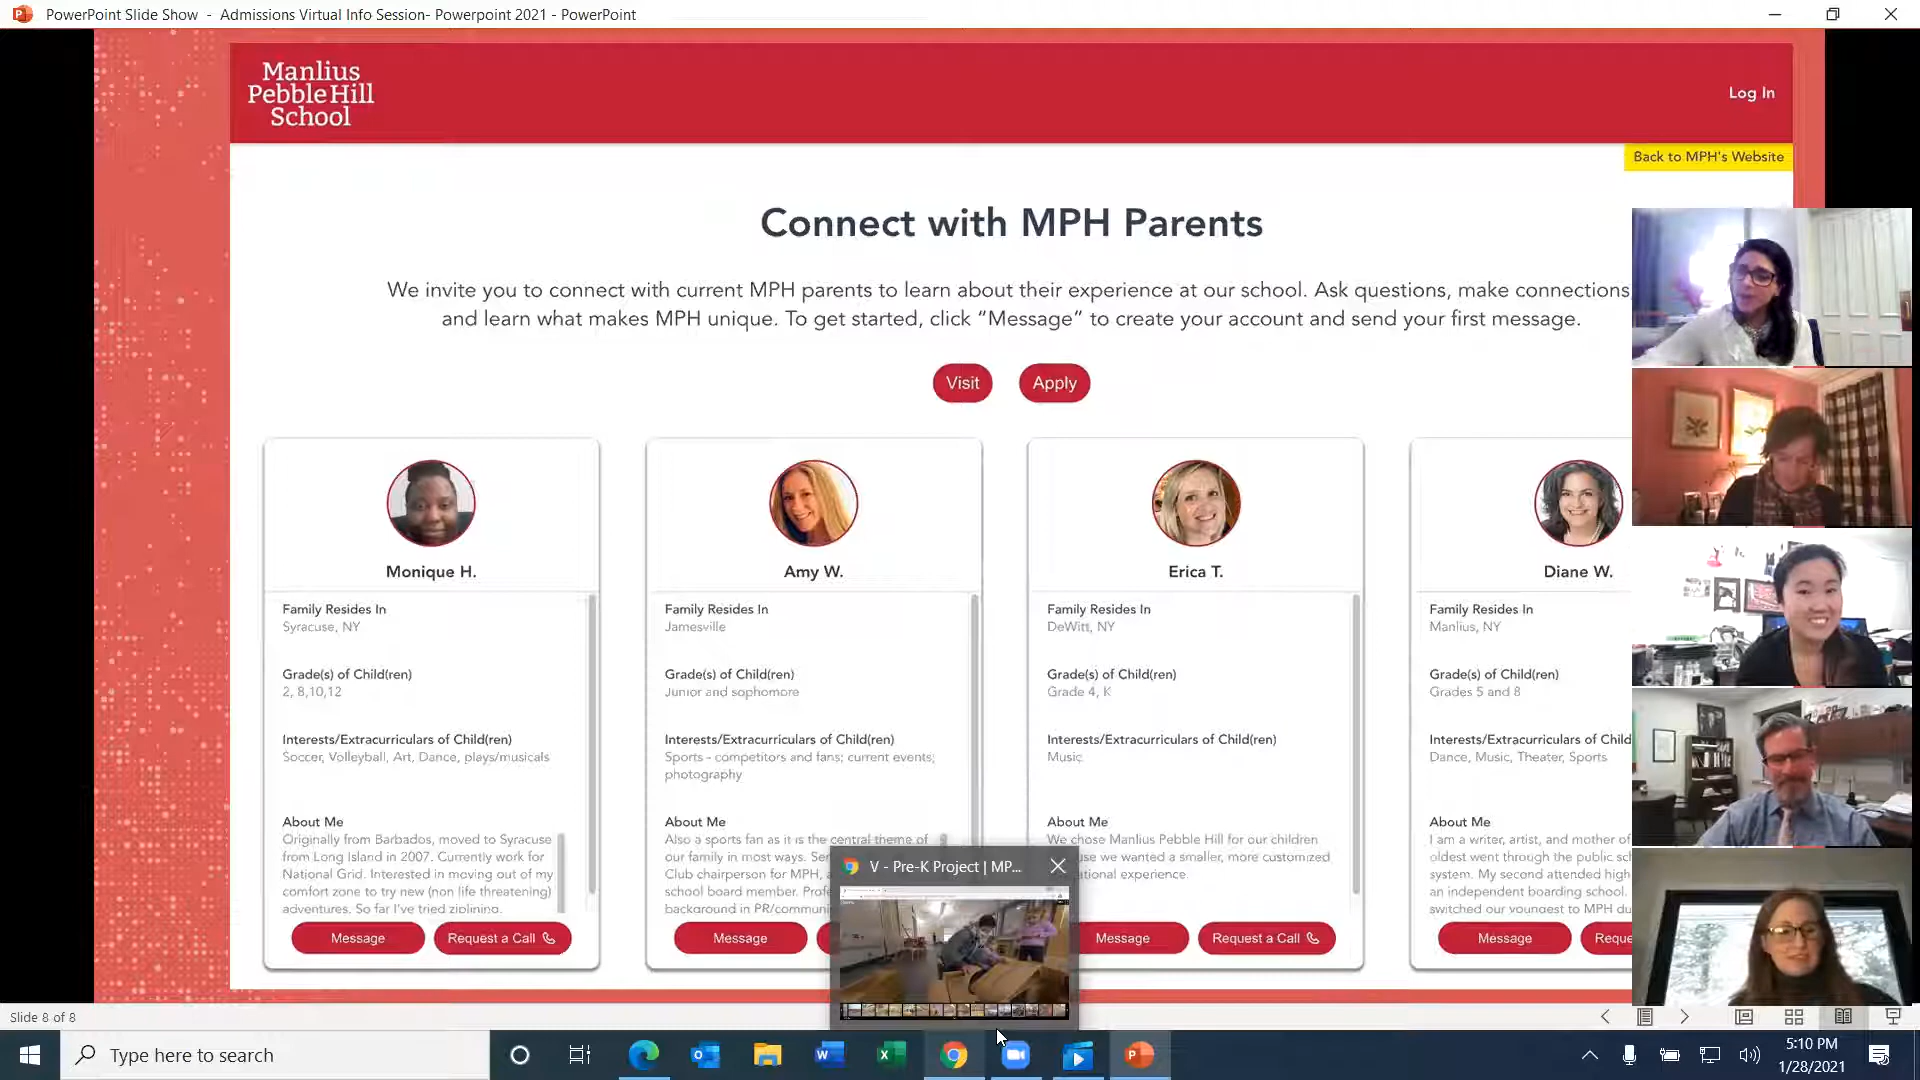 PowerPoint Slide Show - Admissions Virtual Info Session- Powerpoint 2021 - PowerPoint
Manlius
Pebble Hill
School
Log In
Back to MPH's Website
Connect with MPH Parents
We invite you to connect with current MPH parents to learn about their experience at our school. Ask questions, make connections,
and learn what makes MPH unique. To get started, click “Message” to create your account and send your first message.
Visit
Apply
Monique H.
Family Resides In
Syracuse, NY
Grade(s) of Child(ren)
2, 8,10,12
Interests/Extracurriculars of Child(ren)
Soccer, Volleyball, Art, Dance, plays/musicals
About Me
Originally from Barbados, moved to Syracuse
from Long Island in 2007. Currently work for
National Grid. Interested in moving out of my
comfort zone to try new (non life threatening)
adventures. So far I've tried ziplining,
Message
Request a Call
Amy W.
Family Resides In
Jamesville
Grade(s) of Child(ren)
Junior and sophomore
Interests/Extracurriculars of Child(ren)
Sports - competitors and fans; current events;
photography
About Me
Also a sports fan as it is the central theme of
our family in most ways.
Club chairperson for MPH,
school board member.
background in
Message
Erica T.
Family Resides In
DeWitt, NY
Grade(s) of Child(ren)
Grade 4, K
Interests/Extracurriculars of Child(ren)
Music
About Me
We chose Manlius Pebble Hill for our children
we wanted a smaller, more customized
experience.
Message
Request a Call
Diane W.
Family Resides In
Manlius, NY
Grade(s) of Child(ren)
Grades 5 and 8
Interests/Extracurriculars of Child
Dance, Music, Theater, Sports
About Me
I am a writer, artist, and mother of
oldest went through the public
system. My second attended high
an independent boarding school.
switched our youngest to MPH
Message
V - Pre-K Project | MP...
Slide 8 of 8
Type here to search
5:10 PM
1/28/2021